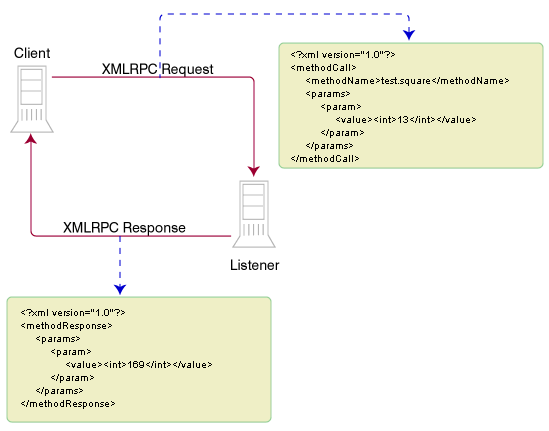 Client
XMLRPC Request
<?xml version="1.0"?>
<methodCall>
<methodName>test.square</methodName>
<params>
<param>
<value><int>13</int></value>
</param>
</params>
</methodCall>
XMLRPC Response
Listener
<?xml version="1.0"?>
<methodResponse>
<params>
<param>
<value><int>169</int></value>
</param>
</params>
</methodResponse>